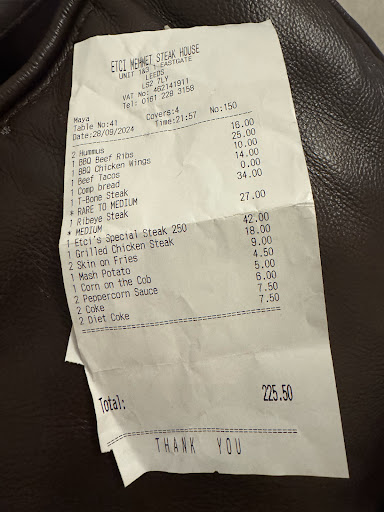 ETCI MEHMET STEAK HOUSE
UNIT 1&3 1-EASTGATE
LEEDS
LS2 7LY
VAT No: 452141911
Tel: 0161 228 3158
Maya
Table No:41 Covers:4 No:150
Date:28/09/2024 Time:21:57
2 Hummus 16.00
1 BBQ Beef Ribs 25.00
1 BBQ Chicken Wings 10.00
1 Beef Tacos 14.00
1 Comp bread 0.00
1 T-Bone Steak 34.00
* RARE TO MEDIUM
1 Ribeye Steak 27.00
* MEDIUM
1 Etci's Special Steak 250 42.00
1 Grilled Chicken Steak 18.00
2 Skin on Fries 9.00
1 Mash Potato 4.50
1 Corn on the Cob 5.00
2 Peppercorn Sauce 6.00
2 Coke 7.50
2 Diet Coke 7.50
Total: 225.50
THANK YOU